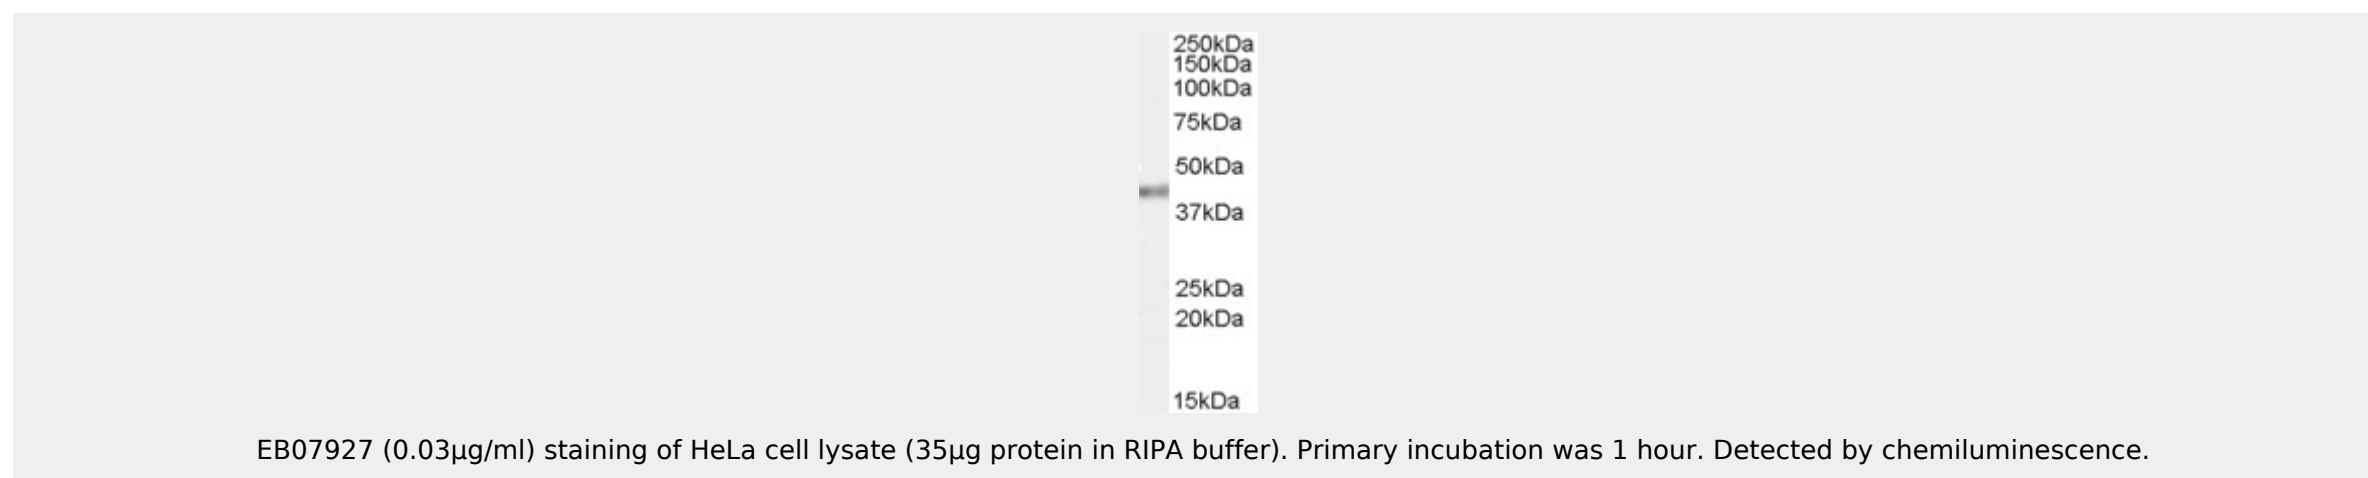 250kDa
150kDa
100kDa
75kDa
50kDa
37kDa
25kDa
20kDa
15kDa
EB07927 (0.03µg/ml) staining of HeLa cell lysate (35µg protein in RIPA buffer). Primary incubation was 1 hour. Detected by chemiluminescence.